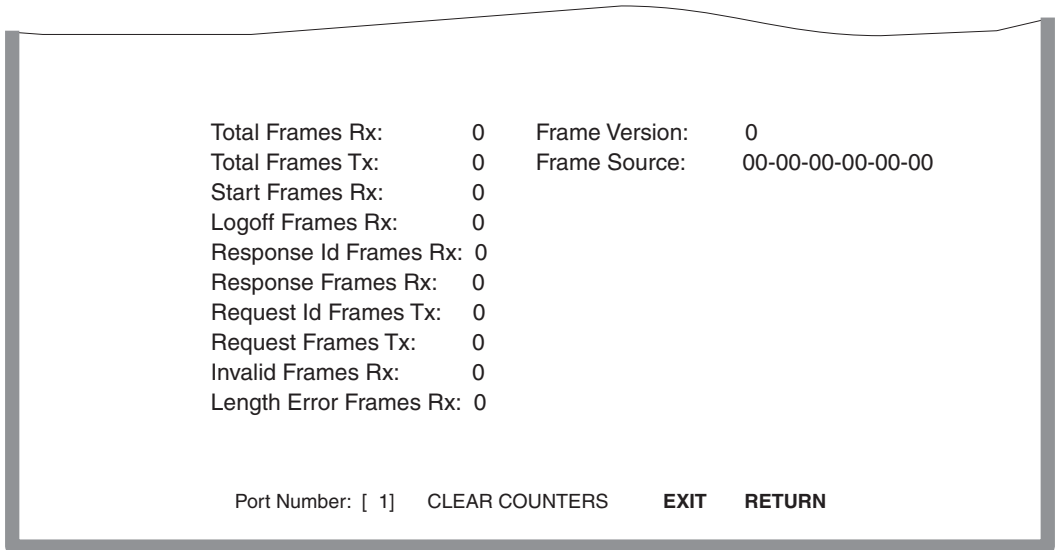 Total Frames Rx: 0 Frame Version: 0
Total Frames Tx: 0 Frame Source: 00-00-00-00-00-00
Start Frames Rx: 0
Logoff Frames Rx: 0
Response Id Frames Rx: 0
Response Frames Rx: 0
Request Id Frames Tx: 0
Request Frames Tx: 0
Invalid Frames Rx: 0
Length Error Frames Rx: 0
Port Number: [ 1] CLEAR COUNTERS EXIT RETURN